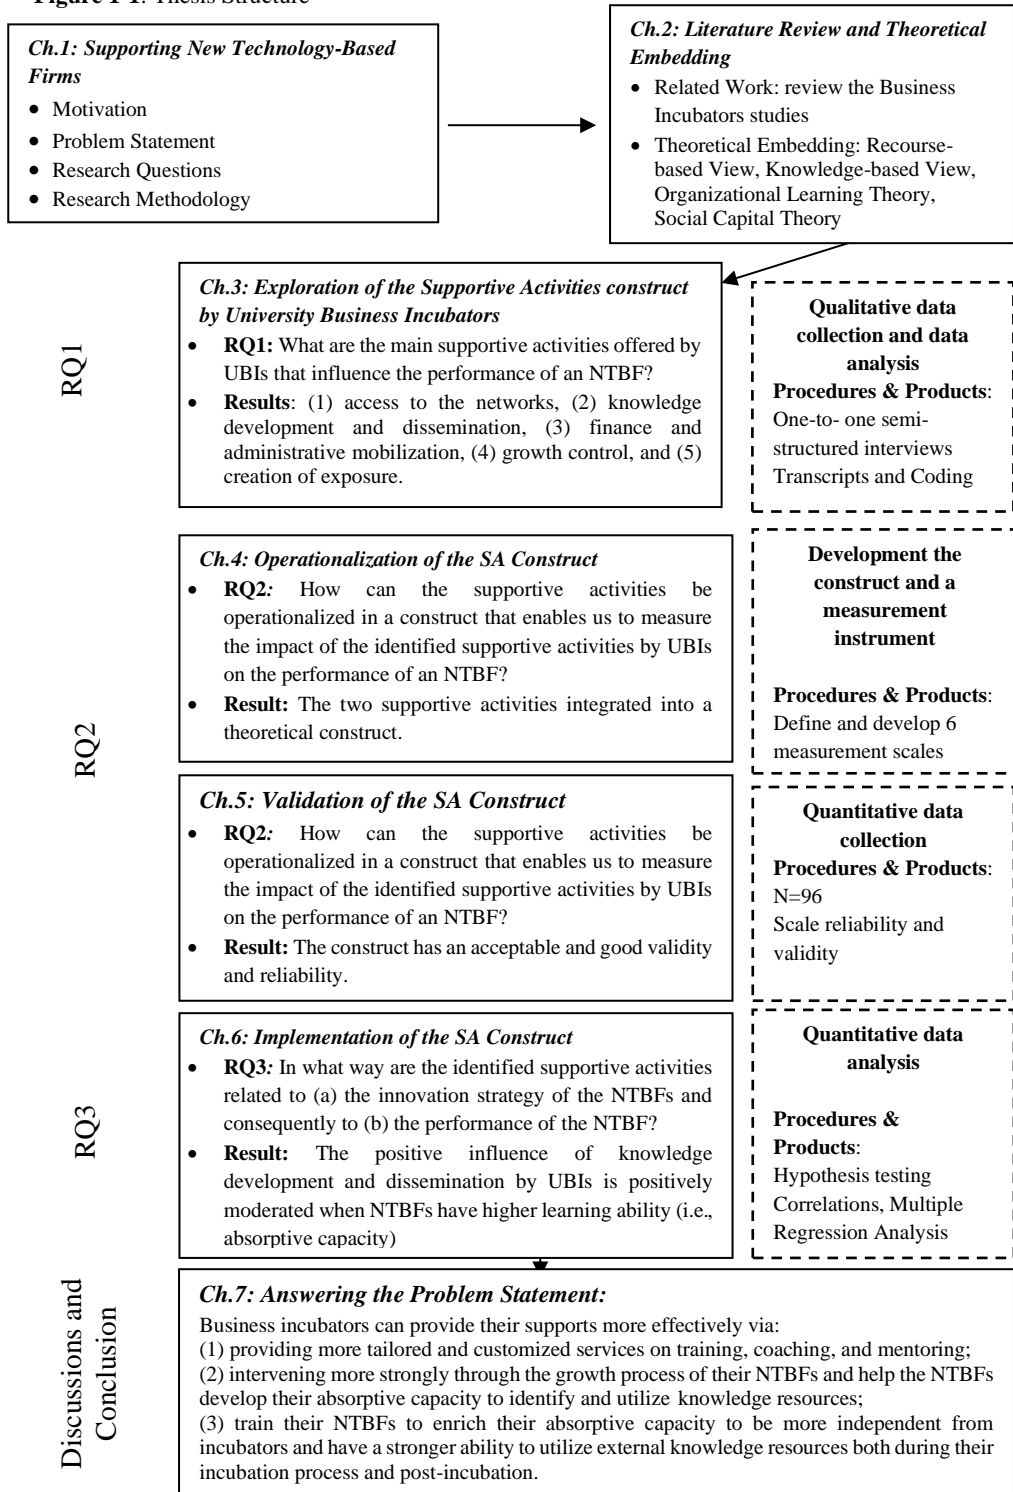 Figure 1-1: Thesis Structure
Ch.1: Supporting New Technology-Based
Firms
• Motivation
• Problem Statement
• Research Questions
• Research Methodology
Ch.2: Literature Review and Theoretical
Embedding
• Related Work: review the Business
Incubators studies
• Theoretical Embedding: Recourse-
based View, Knowledge-based View,
Organizational Learning Theory,
Social Capital Theory
RQ1
Ch.3: Exploration of the Supportive Activities construct
by University Business Incubators
• RQ1: What are the main supportive activities offered by
UBIs that influence the performance of an NTBF?
• Results: (1) access to the networks, (2) knowledge
development and dissemination, (3) finance and
administrative mobilization, (4) growth control, and (5)
creation of exposure.
Qualitative data
collection and data
analysis
Procedures & Products:
One-to- one semi-
structured interviews
Transcripts and Coding
RQ2
Ch.4: Operationalization of the SA Construct
• RQ2: How can the supportive activities be
operationalized in a construct that enables us to measure
the impact of the identified supportive activities by UBIs
on the performance of an NTBF?
• Result: The two supportive activities integrated into a
theoretical construct.
Development the
construct and a
measurement
instrument
Procedures & Products:
Define and develop 6
measurement scales
Ch.5: Validation of the SA Construct
• RQ2: How can the supportive activities be
operationalized in a construct that enables us to measure
the impact of the identified supportive activities by UBIs
on the performance of an NTBF?
• Result: The construct has an acceptable and good validity
and reliability.
Quantitative data
collection
Procedures & Products:
N=96
Scale reliability and
validity
RQ3
Ch.6: Implementation of the SA Construct
• RQ3: In what way are the identified supportive activities
related to (a) the innovation strategy of the NTBFs and
consequently to (b) the performance of the NTBF?
• Result: The positive influence of knowledge
development and dissemination by UBIs is positively
moderated when NTBFs have higher learning ability (i.e.,
absorptive capacity)
Quantitative data
analysis
Procedures &
Products:
Hypothesis testing
Correlations, Multiple
Regression Analysis
Discussions and
Conclusion
Ch.7: Answering the Problem Statement:
Business incubators can provide their supports more effectively via:
(1) providing more tailored and customized services on training, coaching, and mentoring;
(2) intervening more strongly through the growth process of their NTBFs and help the NTBFs
develop their absorptive capacity to identify and utilize knowledge resources;
(3) train their NTBFs to enrich their absorptive capacity to be more independent from
incubators and have a stronger ability to utilize external knowledge resources both during their
incubation process and post-incubation.